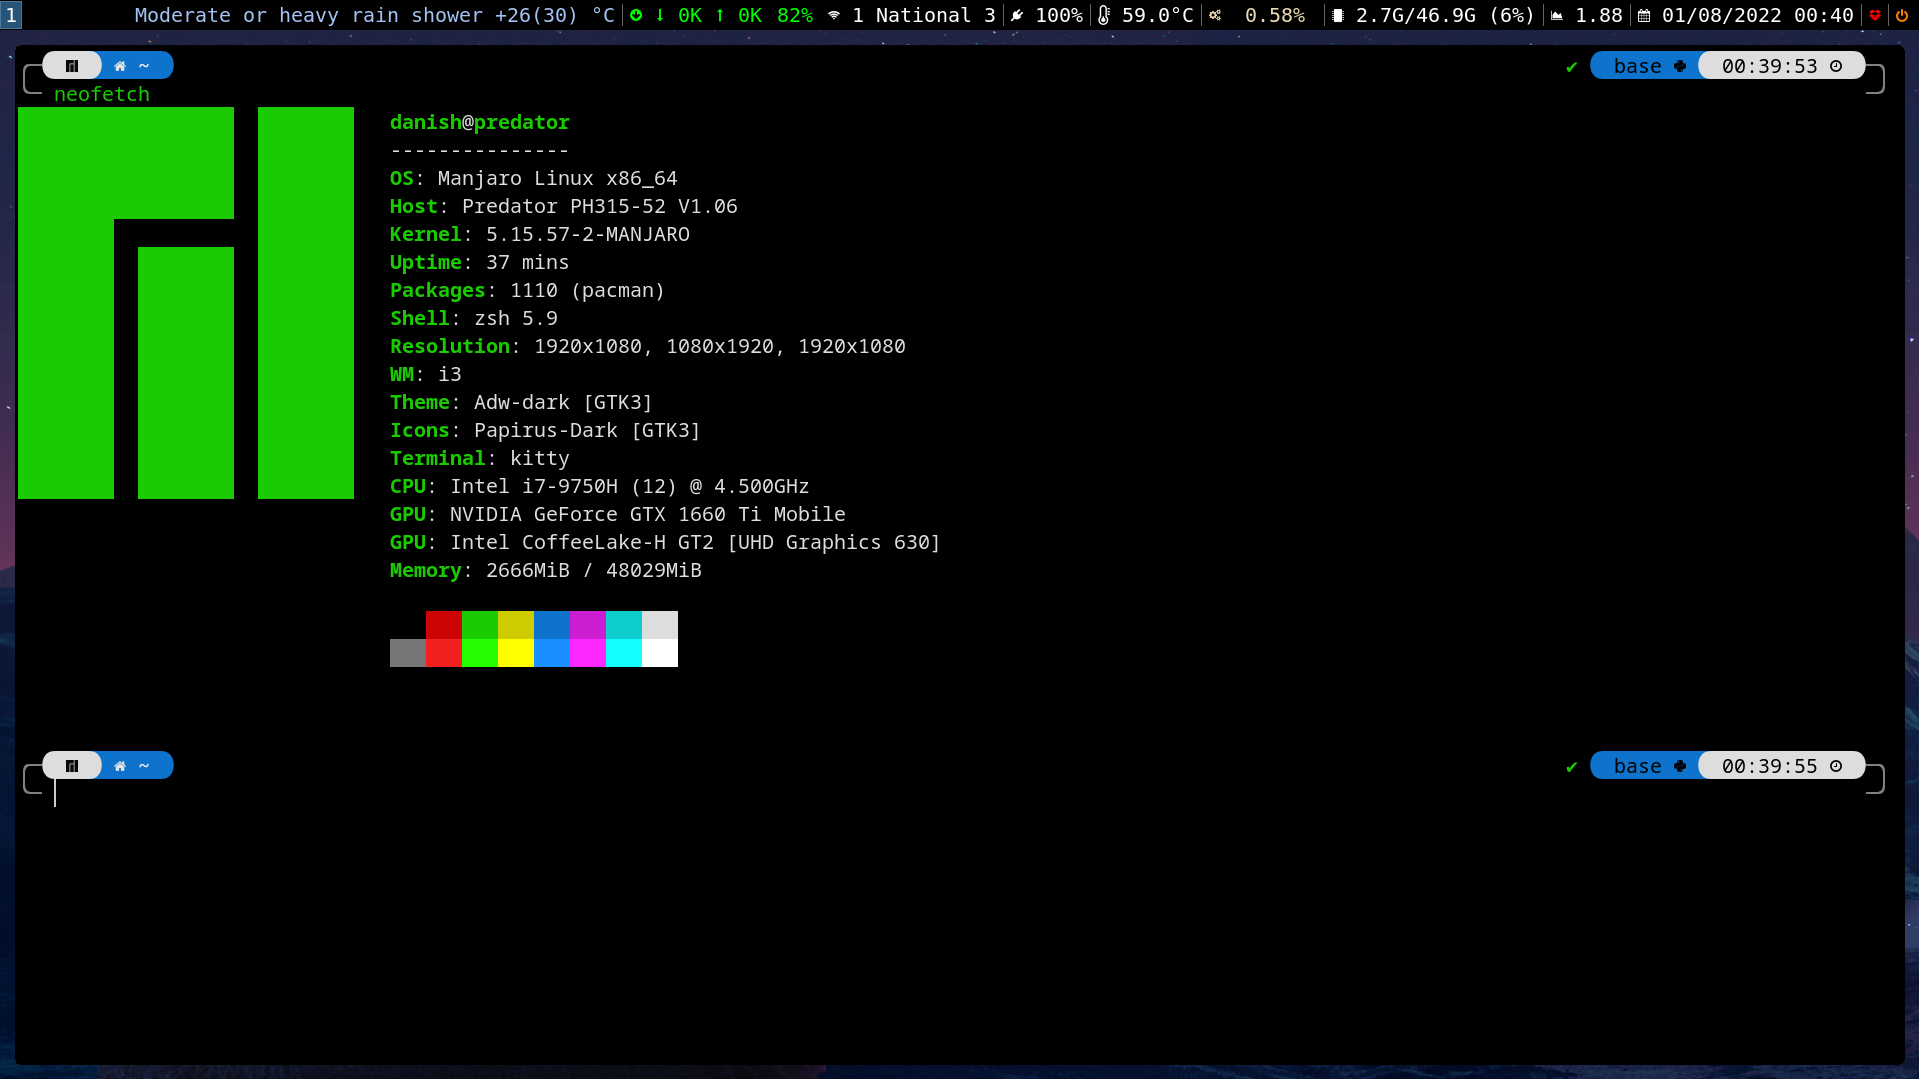 1 Moderate or heavy rain shower +26(30) °C ↓ 0K ↑ 0K 82% 1 National 3 100% 59.0°C 0.58% 2.7G/46.9G (6%) 1.88 01/08/2022 00:40
~ ✔ base 00:39:53
neofetch
danish@predator
---------------
OS: Manjaro Linux x86_64
Host: Predator PH315-52 V1.06
Kernel: 5.15.57-2-MANJARO
Uptime: 37 mins
Packages: 1110 (pacman)
Shell: zsh 5.9
Resolution: 1920x1080, 1080x1920, 1920x1080
WM: i3
Theme: Adw-dark [GTK3]
Icons: Papirus-Dark [GTK3]
Terminal: kitty
CPU: Intel i7-9750H (12) @ 4.500GHz
GPU: NVIDIA GeForce GTX 1660 Ti Mobile
GPU: Intel CoffeeLake-H GT2 [UHD Graphics 630]
Memory: 2666MiB / 48029MiB
~ ✔ base 00:39:55